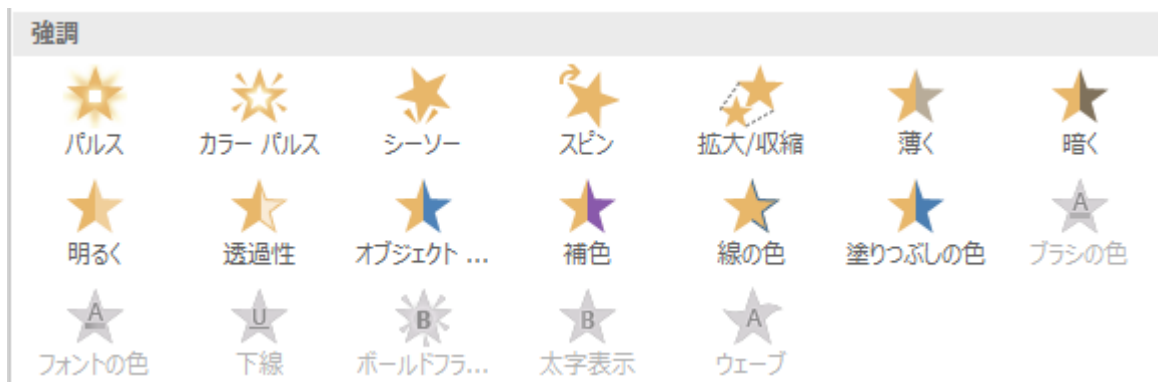 強調
パルス カラー パルス シーソー スピン 拡大/収縮 薄く 暗く
明るく 透過性 オブジェクト ... 補色 線の色 塗りつぶしの色 ブラシの色
フォントの色 下線 ボールドフラ... 太字表示 ウェーブ